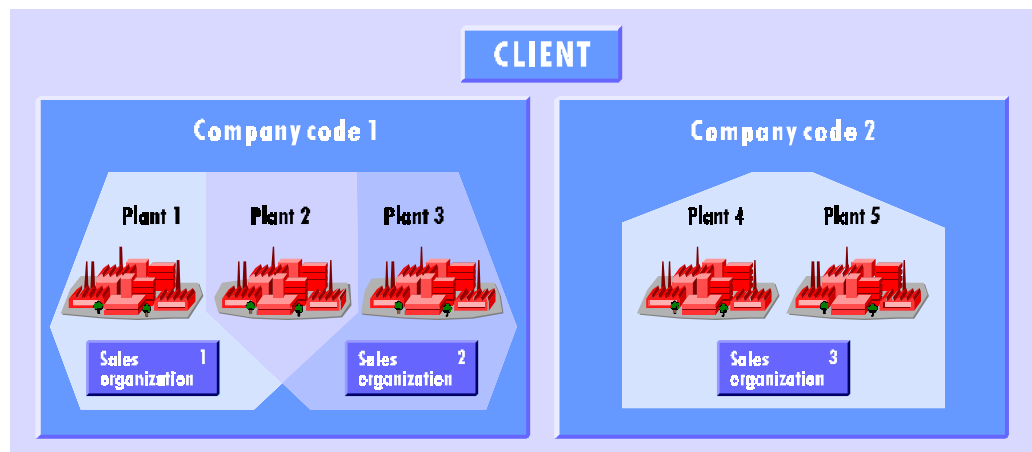 CLIENT
Company code 1
Plant 1
Plant 2
Plant 3
Sales 1
organization
Sales 2
organization
Company code 2
Plant 4
Plant 5
Sales 3
organization